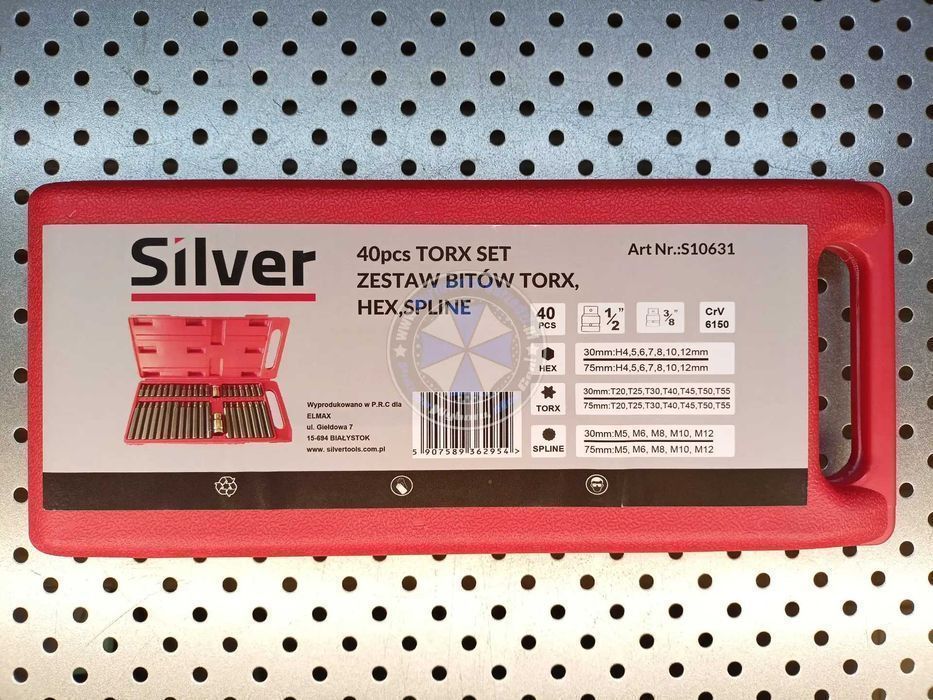 Silver
40pcs TORX SET
ZESTAW BITÓW TORX,
HEX,SPLINE
Art Nr.:S10631
40
PCS
1/2"
3/8"
CrV
6150
HEX
30mm:H4,5,6,7,8,10,12mm
75mm:H4,5,6,7,8,10,12mm
TORX
30mm:T20,T25,T30,T40,T45,T50,T55
75mm:T20,T25,T30,T40,T45,T50,T55
SPLINE
30mm:M5, M6, M8, M10, M12
75mm:M5, M6, M8, M10, M12
Wyprodukowano w P.R.C dla
ELMAX
ul. Giełdowa 7
15-694 BIAŁYSTOK
www. silvertools.com.pl
5 907589 362954